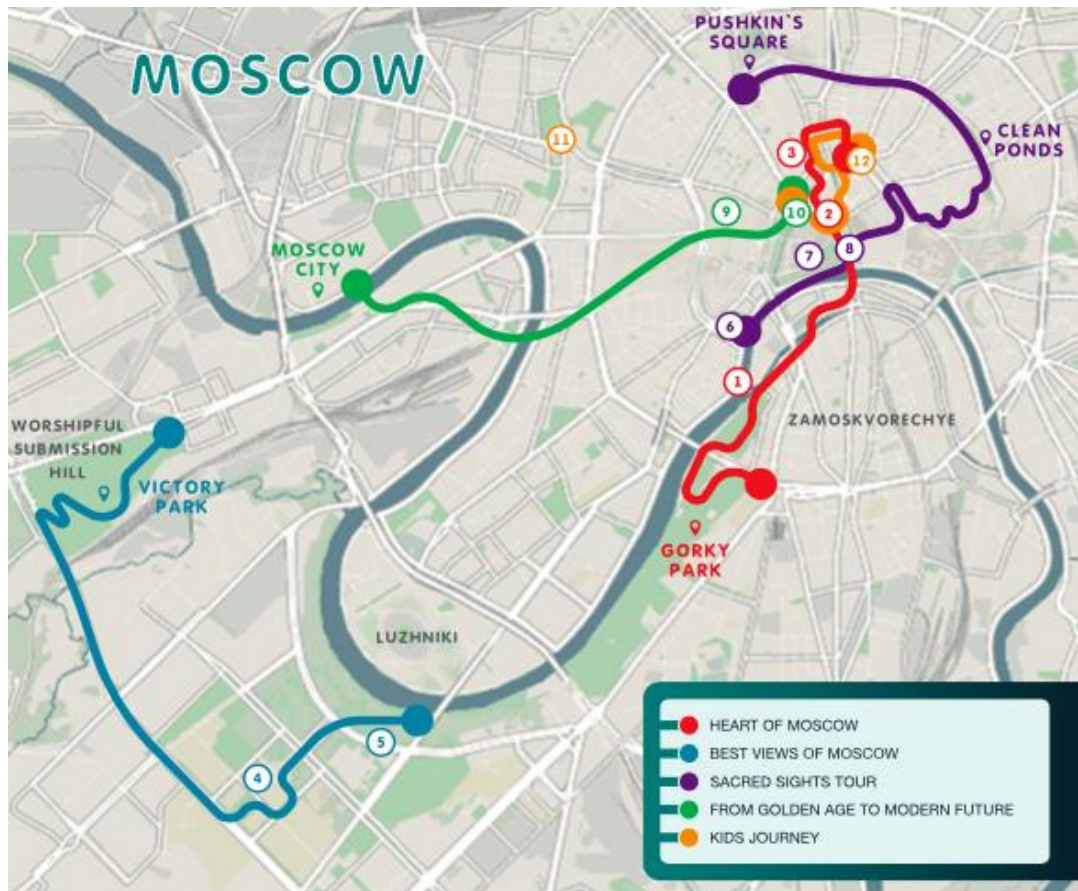 MOSCOW
PUSHKIN'S
SQUARE
CLEAN
PONDS
11
3
12
9
10
2
7
8
MOSCOW
CITY
6
1
WORSHIPFUL
SUBMISSION
HILL
ZAMOSKVORECHYE
VICTORY
PARK
GORKY
PARK
LUZHNIKI
5
4
HEART OF MOSCOW
BEST VIEWS OF MOSCOW
SACRED SIGHTS TOUR
FROM GOLDEN AGE TO MODERN FUTURE
KIDS JOURNEY